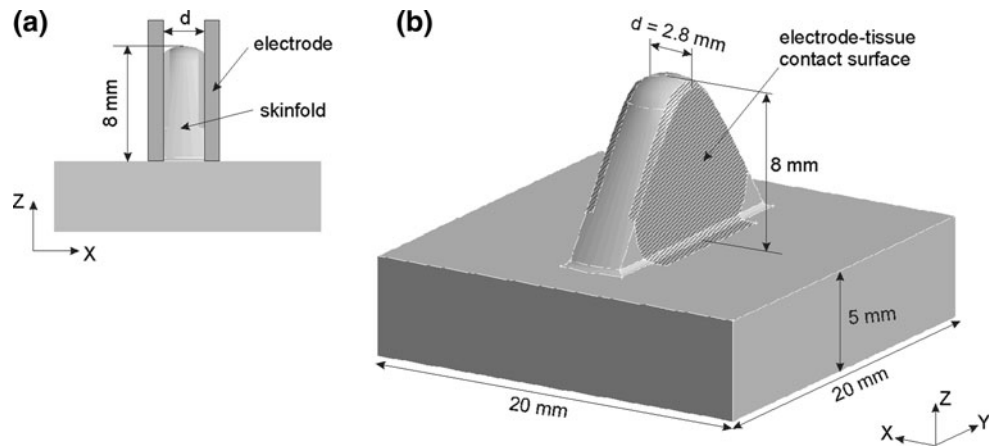 (a)
d
electrode
8 mm
skinfold
Z
X
(b)
d = 2.8 mm
electrode-tissue
contact surface
8 mm
5 mm
20 mm
20 mm
Z
X
Y